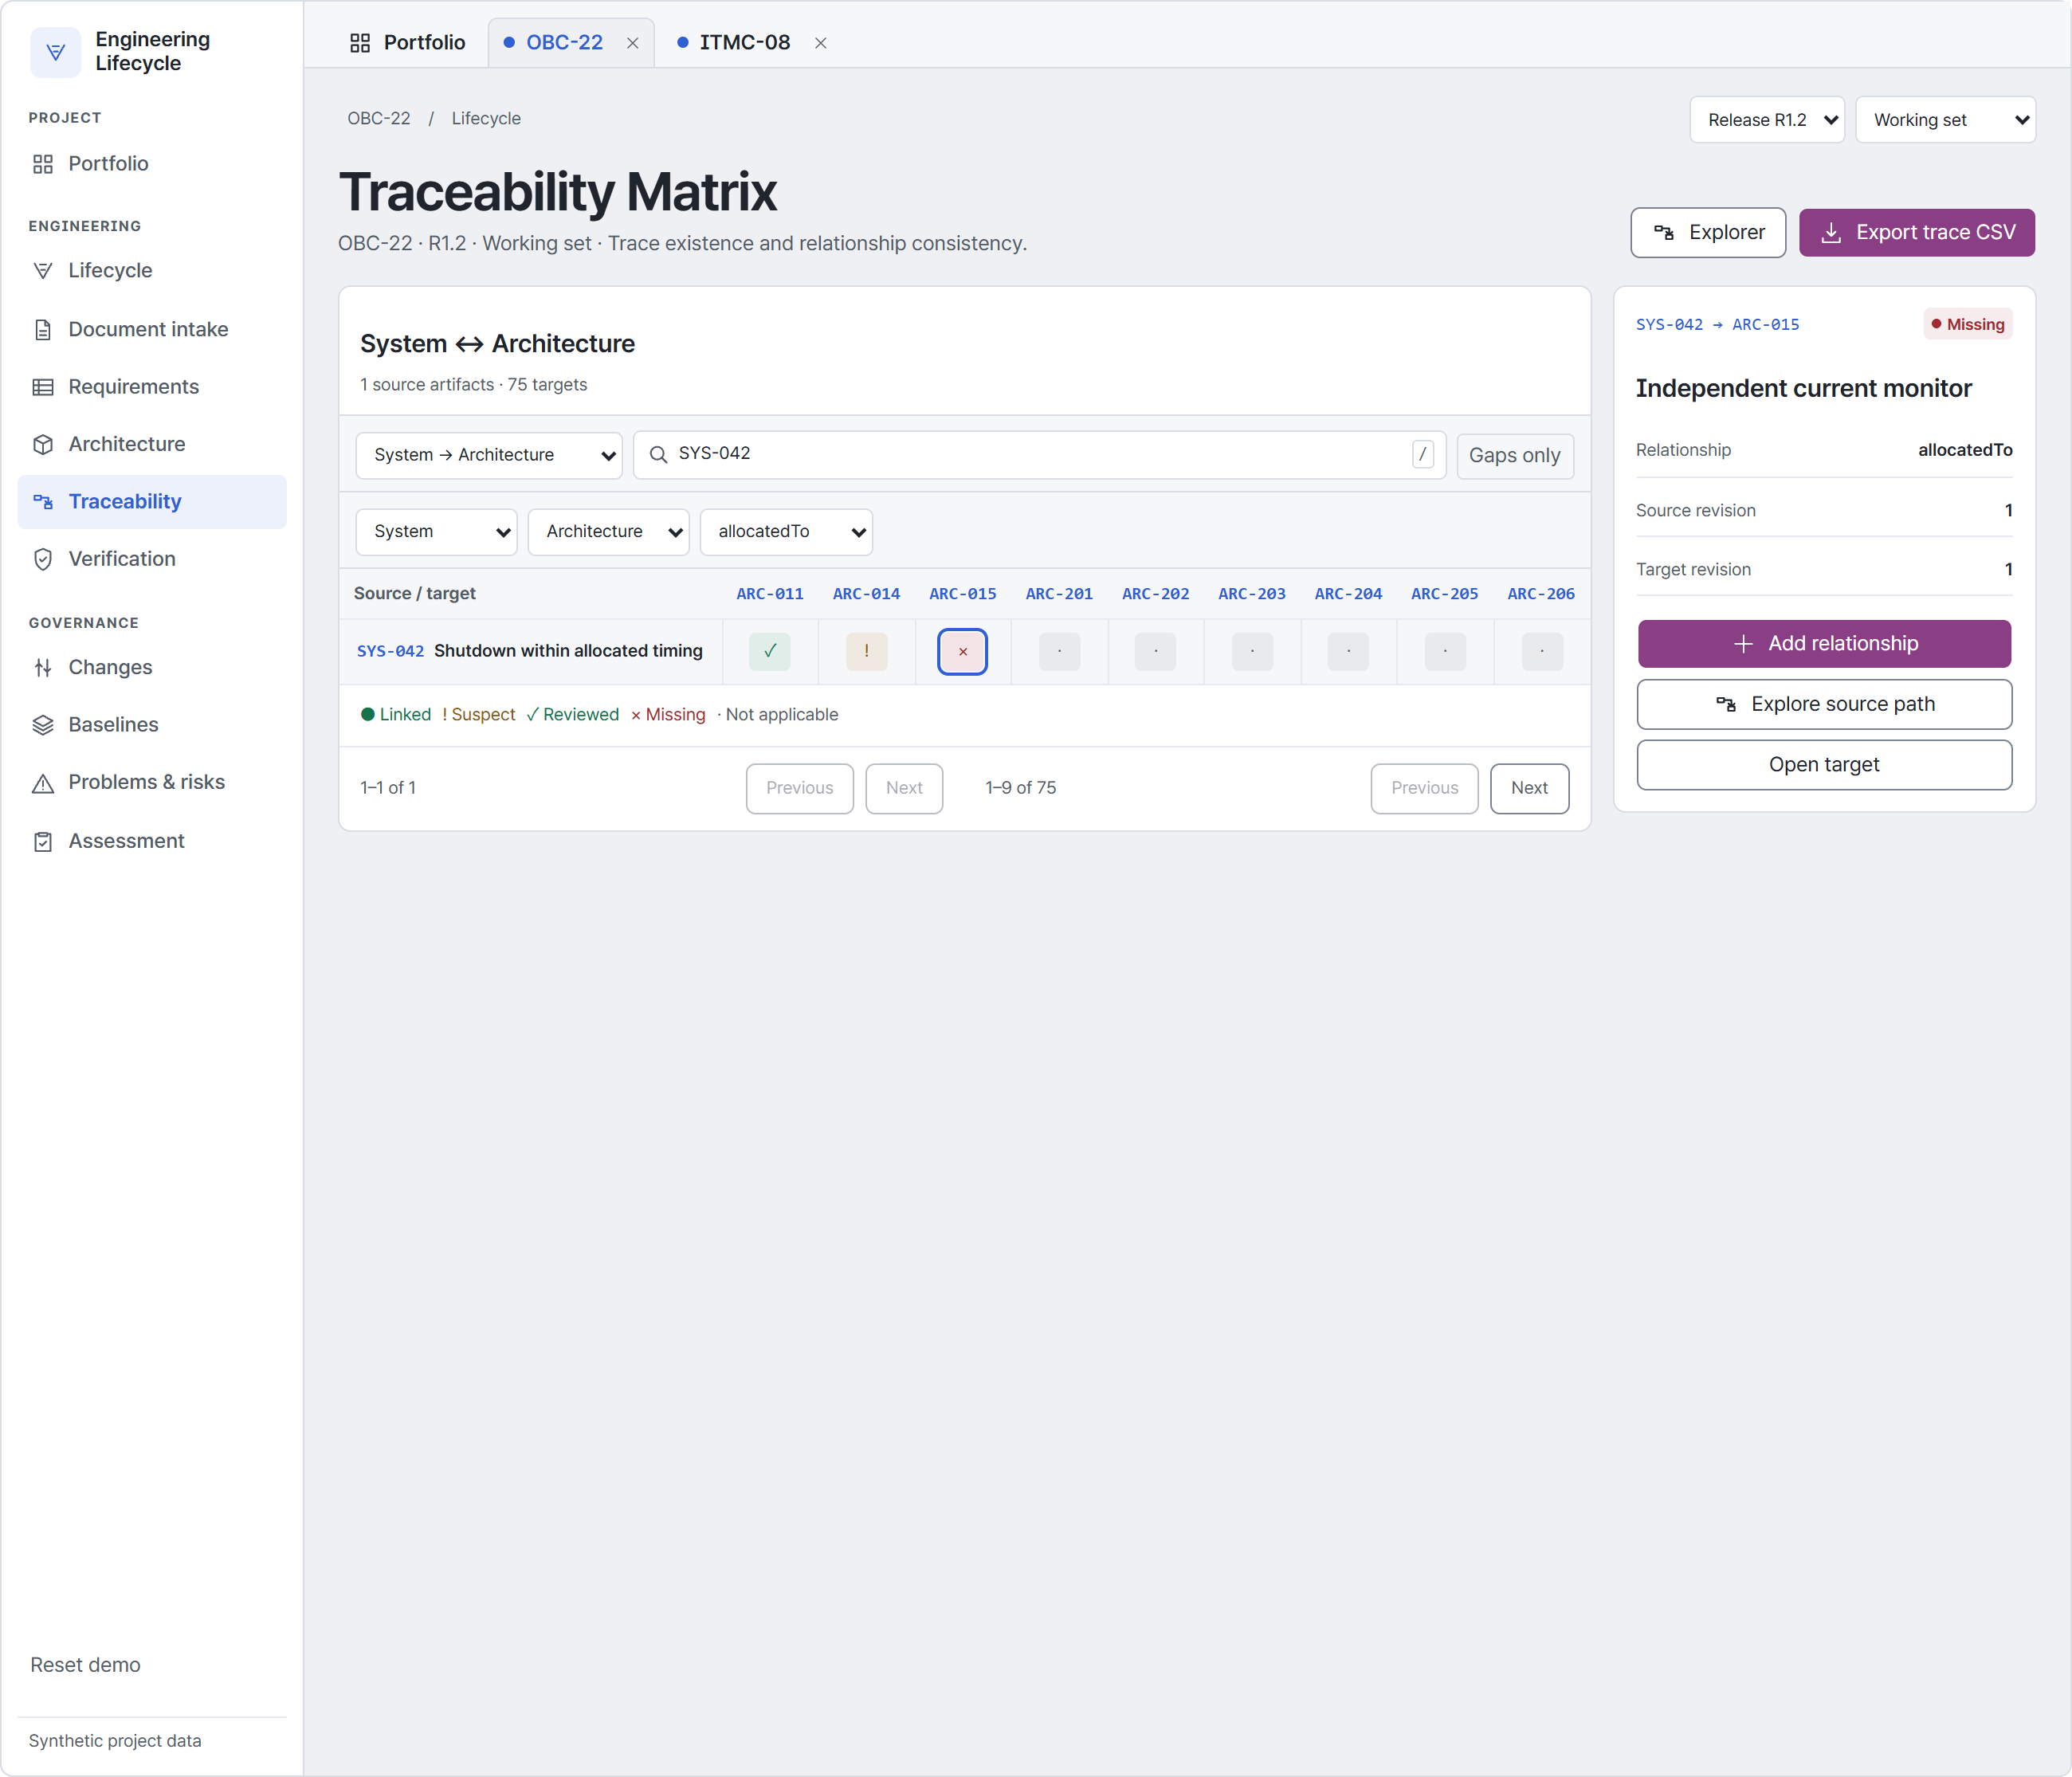 Engineering
Lifecycle
PROJECT
Portfolio
ENGINEERING
Lifecycle
Document intake
Requirements
Architecture
Traceability
Verification
GOVERNANCE
Changes
Baselines
Problems & risks
Assessment
Reset demo
Synthetic project data
Portfolio
OBC-22
ITMC-08
OBC-22 / Lifecycle
Release R1.2
Working set
Traceability Matrix
OBC-22 · R1.2 · Working set · Trace existence and relationship consistency.
Explorer
Export trace CSV
System ↔ Architecture
1 source artifacts · 75 targets
System → Architecture
SYS-042
/
Gaps only
System
Architecture
allocatedTo
Source / target ARC-011 ARC-014 ARC-015 ARC-201 ARC-202 ARC-203 ARC-204 ARC-205 ARC-206
SYS-042 Shutdown within allocated timing ✓ ! × · · · · · ·
● Linked ! Suspect ✓ Reviewed × Missing · Not applicable
1–1 of 1 Previous Next 1–9 of 75 Previous Next
SYS-042 → ARC-015
Missing
Independent current monitor
Relationship allocatedTo
Source revision 1
Target revision 1
Add relationship
Explore source path
Open target